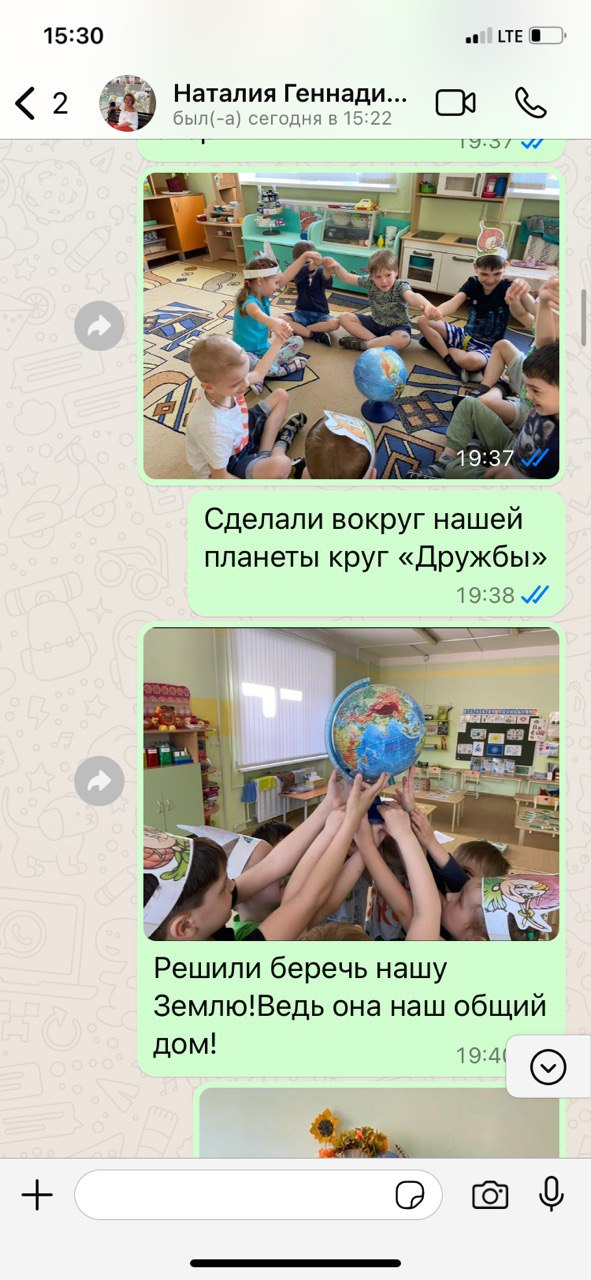 15:30
LTE
2
Наталия Геннади...
был(-а) сегодня в 15:22
19:37
19:37
Сделали вокруг нашей
планеты круг «Дружбы»
19:38
Решили беречь нашу
Землю!Ведь она наш общий
дом!
19:40